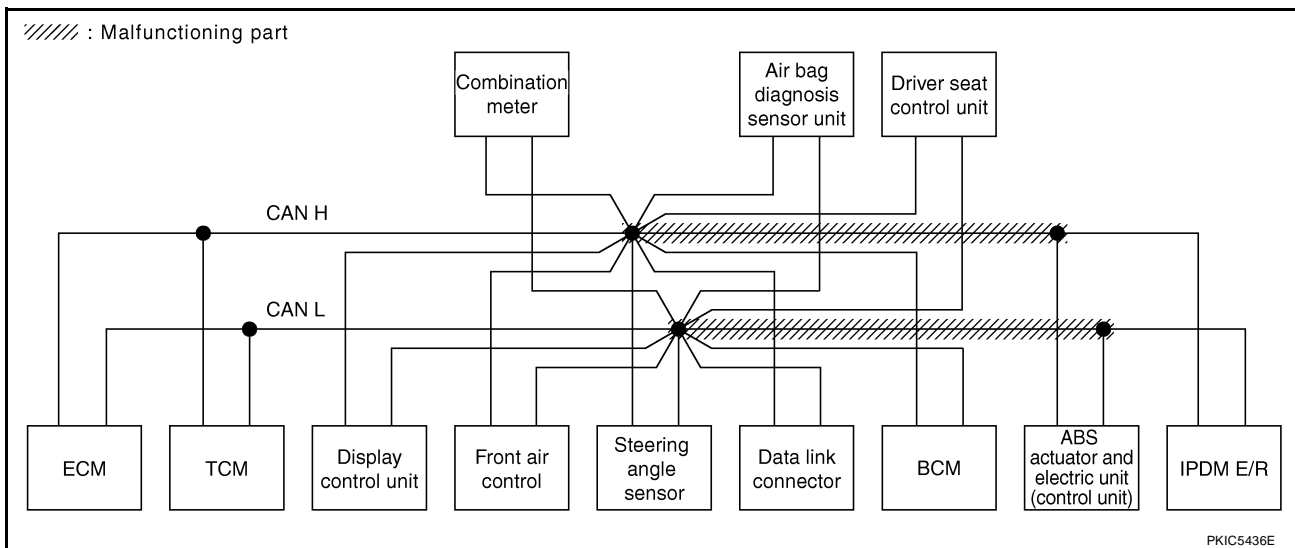 : Malfunctioning part
Combination
meter
Air bag
diagnosis
sensor unit
Driver seat
control unit
CAN H
CAN L
ECM
TCM
Display
control unit
Front air
control
Steering
angle
sensor
Data link
connector
BCM
ABS
actuator and
electric unit
(control unit)
IPDM E/R
PKIC5436E